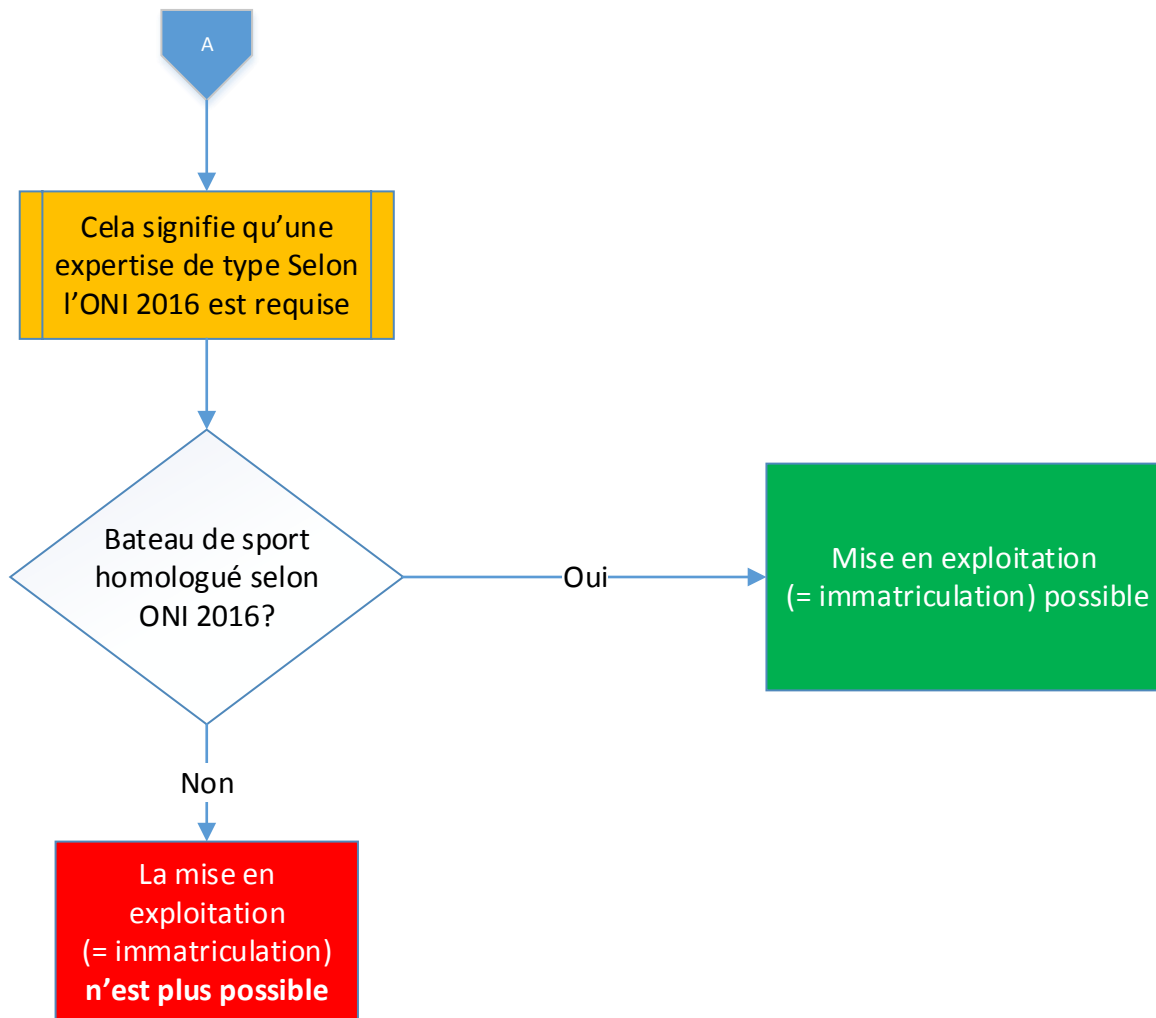 A
Cela signifie qu’une
expertise de type Selon
l’ONI 2016 est requise
Bateau de sport
homologué selon
ONI 2016?
Oui
Mise en exploitation
(= immatriculation) possible
Non
La mise en
exploitation
(= immatriculation)
n’est plus possible